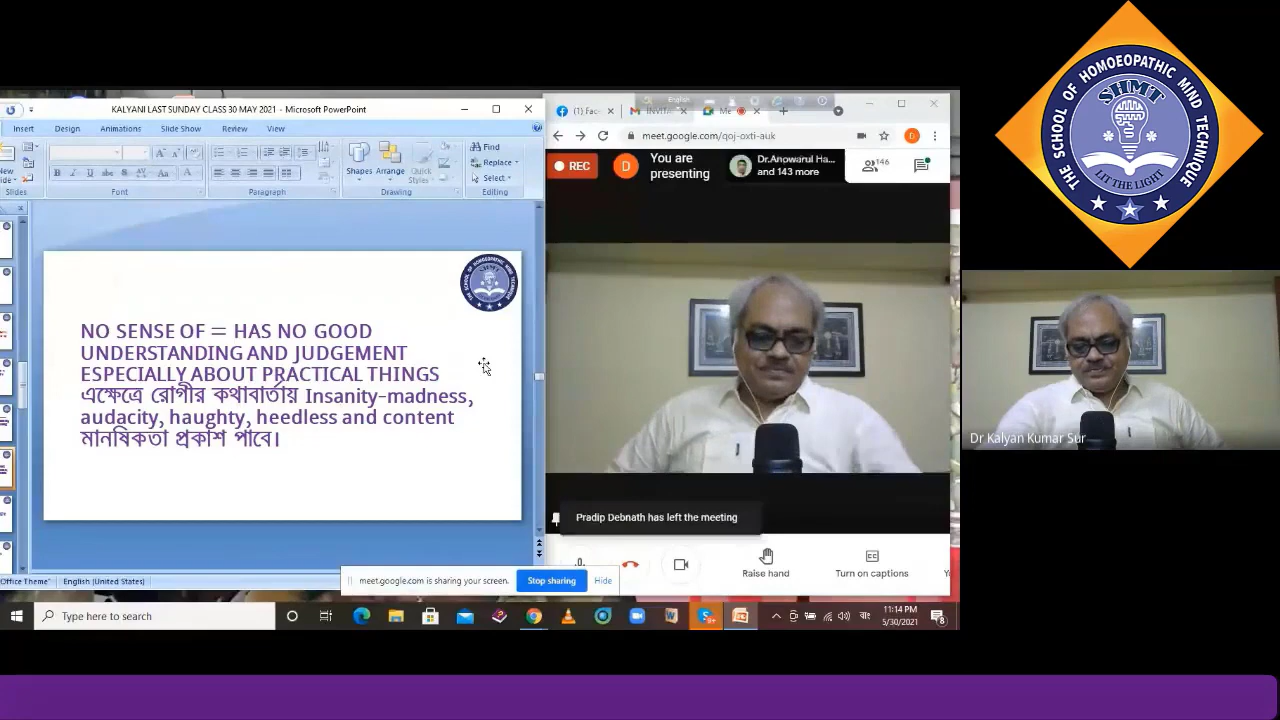 KALYANI LAST SUNDAY CLASS 30 MAY 2021 - Microsoft PowerPoint
Insert Design Animations Slide Show Review View
Find
Replace
Select
Shapes Arrange Quick Styles
Slides Font Paragraph Drawing Editing
NO SENSE OF = HAS NO GOOD
UNDERSTANDING AND JUDGEMENT
ESPECIALLY ABOUT PRACTICAL THINGS
এক্ষেত্রে রোগীর কথাবার্তায় Insanity-madness,
audacity, haughty, heedless and content
মানষিকতা প্রকাশ পাবে।
Office Theme" English (United States)
English
meet.google.com/qoj-oxti-auk
D
REC
D
You are
presenting
Dr.Anowarul Ha...
and 143 more
146
Pradip Debnath has left the meeting
Raise hand
Turn on captions
meet.google.com is sharing your screen.
Stop sharing
Hide
Type here to search
বাং
11:14 PM
5/30/2021
8
THE SCHOOL OF HOMOEOPATHIC MIND TECHNIQUE
SHMT
LIT THE LIGHT
Dr Kalyan Kumar Sur